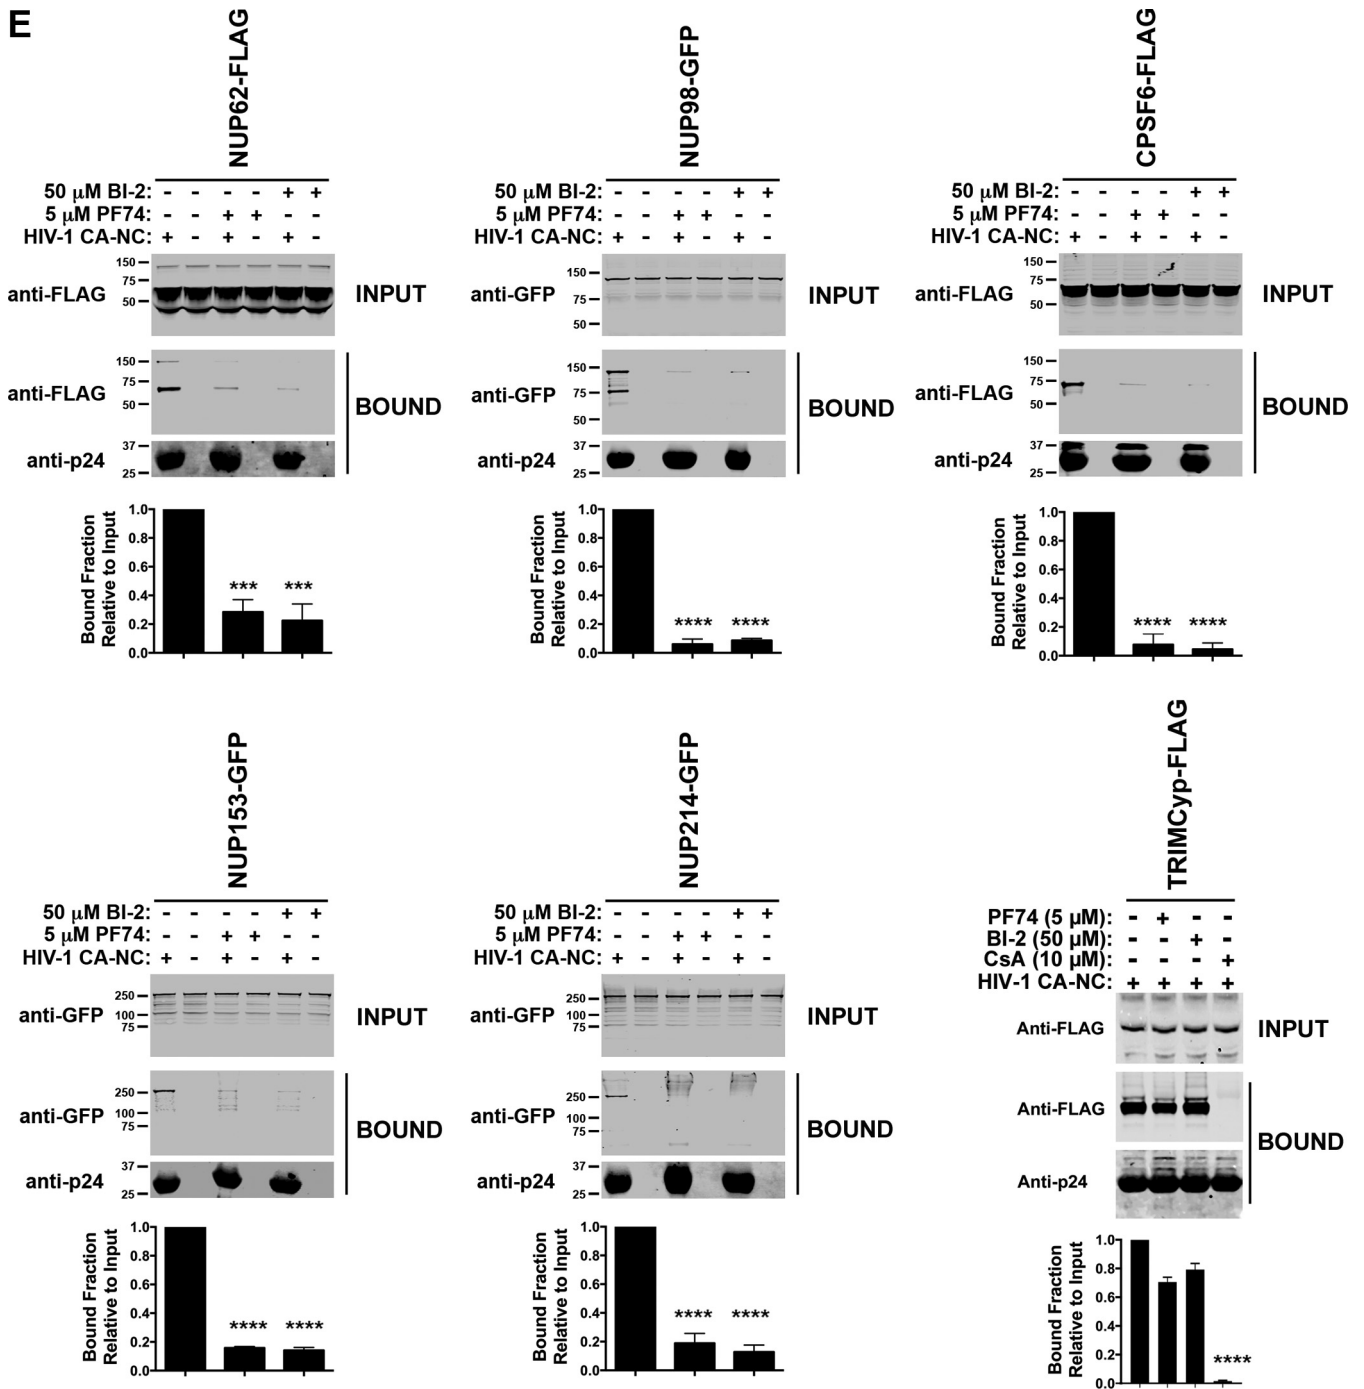 E
NUP62-FLAG
50 μM BI-2: - - - - + +
5 μM PF74: - - + + - -
HIV-1 CA-NC: + - + - + -
150
75
50
anti-FLAG
INPUT
150
75
50
anti-FLAG
BOUND
37
25
anti-p24
Bound Fraction
Relative to Input
1.0
0.8
0.6
0.4
0.2
0.0
*** ***
NUP98-GFP
50 μM BI-2: - - - - + +
5 μM PF74: - - + + - -
HIV-1 CA-NC: + - + - + -
150
75
50
anti-GFP
INPUT
150
75
50
anti-GFP
BOUND
37
25
anti-p24
Bound Fraction
Relative to Input
1.0
0.8
0.6
0.4
0.2
0.0
**** ****
CPSF6-FLAG
50 μM BI-2: - - - - + +
5 μM PF74: - - + + - -
HIV-1 CA-NC: + - + - + -
150
75
50
anti-FLAG
INPUT
150
75
50
anti-FLAG
BOUND
37
25
anti-p24
Bound Fraction
Relative to Input
1.0
0.8
0.6
0.4
0.2
0.0
**** ****
NUP153-GFP
50 μM BI-2: - - - - + +
5 μM PF74: - - + + - -
HIV-1 CA-NC: + - + - + -
250
100
75
anti-GFP
INPUT
250
100
75
anti-GFP
BOUND
37
25
anti-p24
Bound Fraction
Relative to Input
1.0
0.8
0.6
0.4
0.2
0.0
**** ****
NUP214-GFP
50 μM BI-2: - - - - + +
5 μM PF74: - - + + - -
HIV-1 CA-NC: + - + - + -
250
100
75
anti-GFP
INPUT
250
100
75
anti-GFP
BOUND
37
25
anti-p24
Bound Fraction
Relative to Input
1.0
0.8
0.6
0.4
0.2
0.0
**** ****
TRIMCyp-FLAG
PF74 (5 μM): - + - -
BI-2 (50 μM): - - + -
CsA (10 μM): - - - +
HIV-1 CA-NC: + + + +
Anti-FLAG
INPUT
Anti-FLAG
BOUND
Anti-p24
Bound Fraction
Relative to Input
1.0
0.8
0.6
0.4
0.2
0.0
****